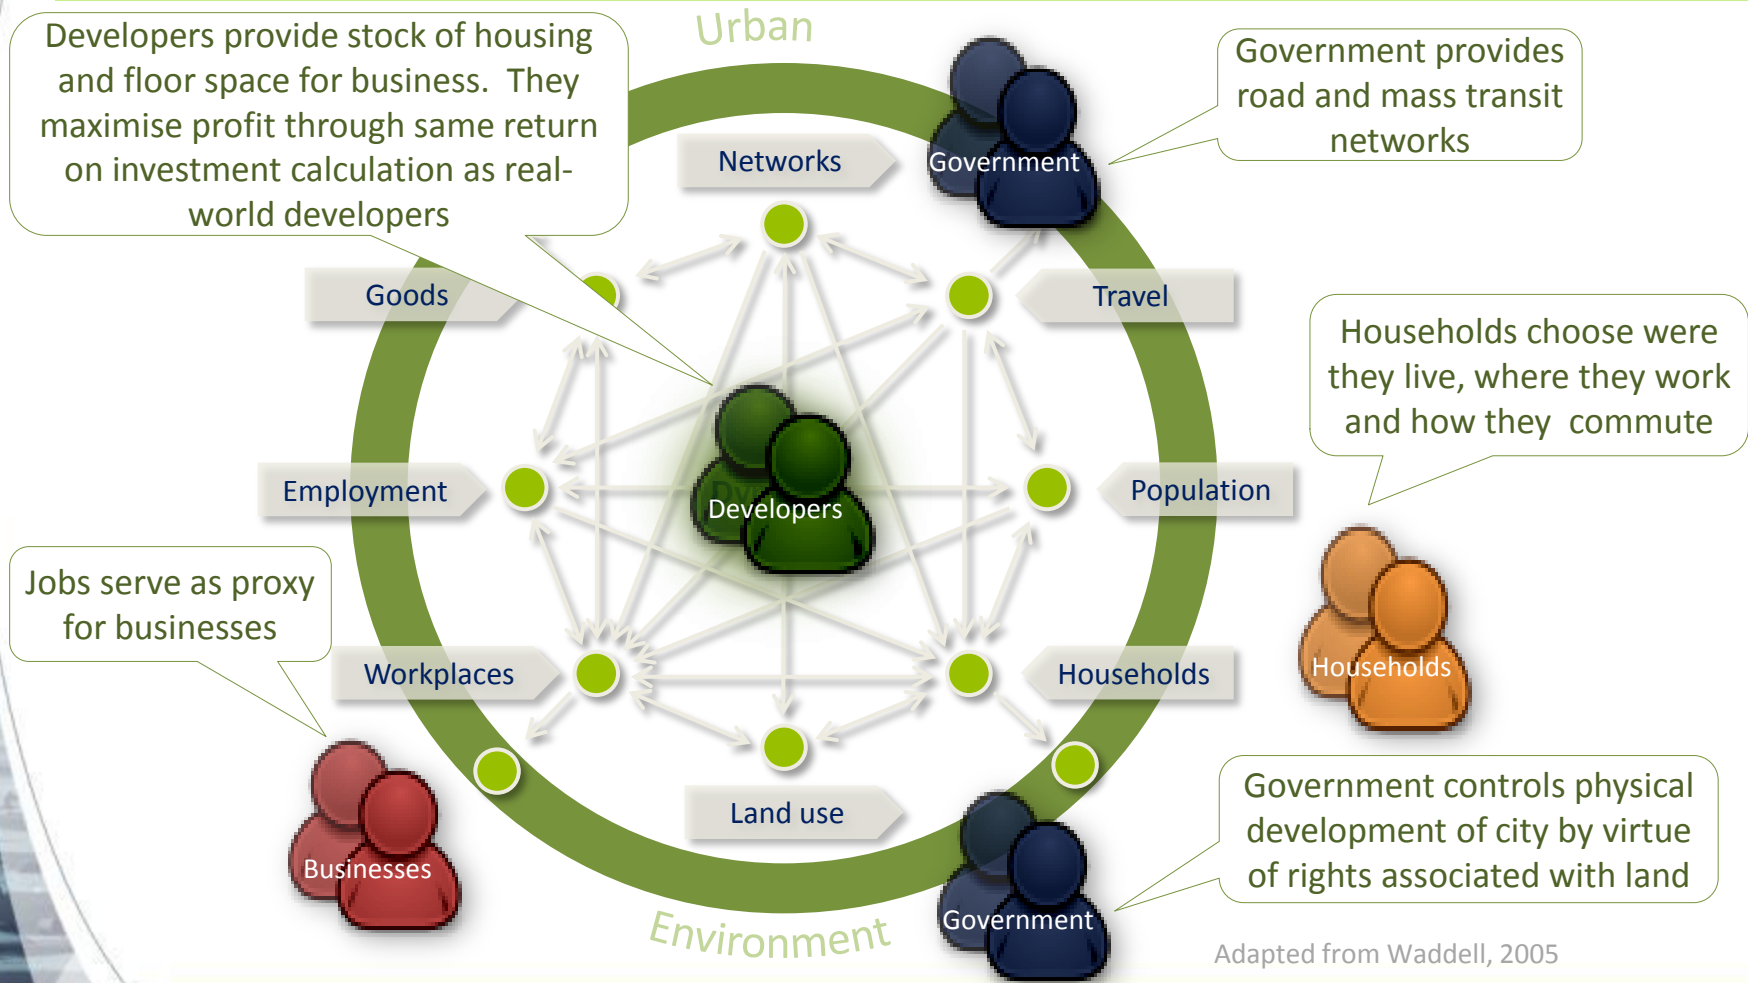 Urban
Developers provide stock of housing
and floor space for business.  They
maximise profit through same return
on investment calculation as real-
world developers
Government provides
road and mass transit
networks
Networks
Government
Goods
Travel
Households choose were
they live, where they work
and how they  commute
Employment
Developers
Population
Jobs serve as proxy
for businesses
Workplaces
Households
Households
Land use
Government controls physical
development of city by virtue
of rights associated with land
Businesses
Government
Environment
Adapted from Waddell, 2005